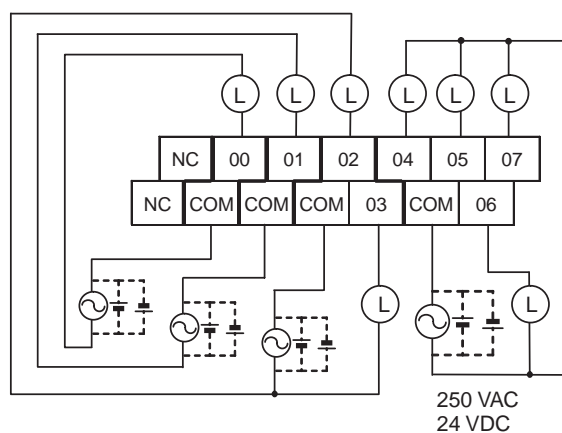 L L L L L L
NC 00 01 02 04 05 07
NC COM COM COM 03 COM 06
L L
250 VAC
24 VDC